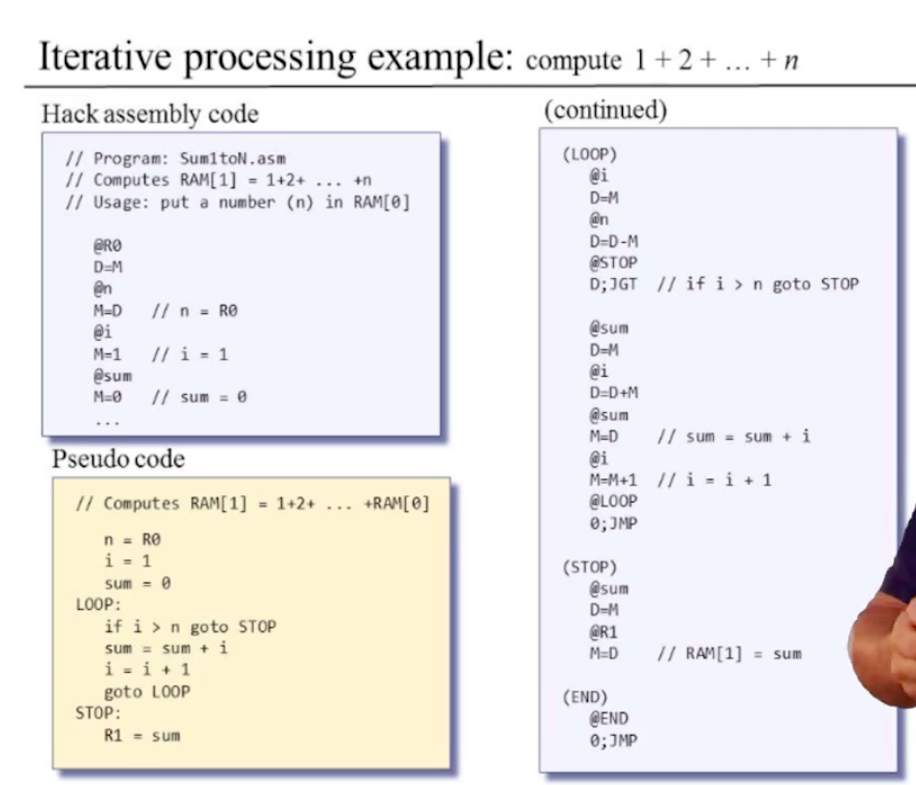 Iterative processing example: compute 1 + 2 + ... + n
Hack assembly code
// Program: Sum1toN.asm
// Computes RAM[1] = 1+2+ ... +n
// Usage: put a number (n) in RAM[0]
@R0
D=M
@n
M=D // n = R0
@i
M=1 // i = 1
@sum
M=0 // sum = 0
...
Pseudo code
// Computes RAM[1] = 1+2+ ... +RAM[0]
n = R0
i = 1
sum = 0
LOOP:
if i > n goto STOP
sum = sum + i
i = i + 1
goto LOOP
STOP:
R1 = sum
(continued)
(LOOP)
@i
D=M
@n
D=D-M
@STOP
D;JGT // if i > n goto STOP
@sum
D=M
@i
D=D+M
@sum
M=D // sum = sum + i
@i
M=M+1 // i = i + 1
@LOOP
0;JMP
(STOP)
@sum
D=M
@R1
M=D // RAM[1] = sum
(END)
@END
0;JMP